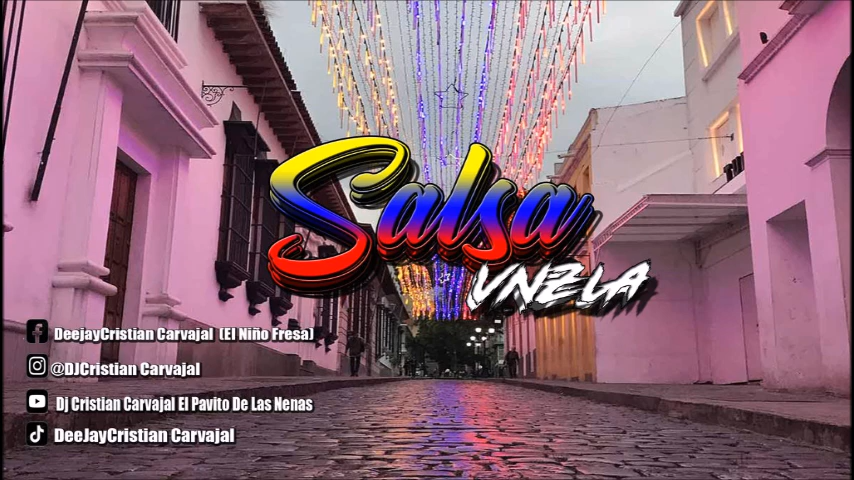 Salsa
VNZLA
DeejayCristian Carvajal (El Niño Fresa)
@DJCristian Carvajal
Dj Cristian Carvajal El Pavito De Las Nenas
DeeJayCristian Carvajal